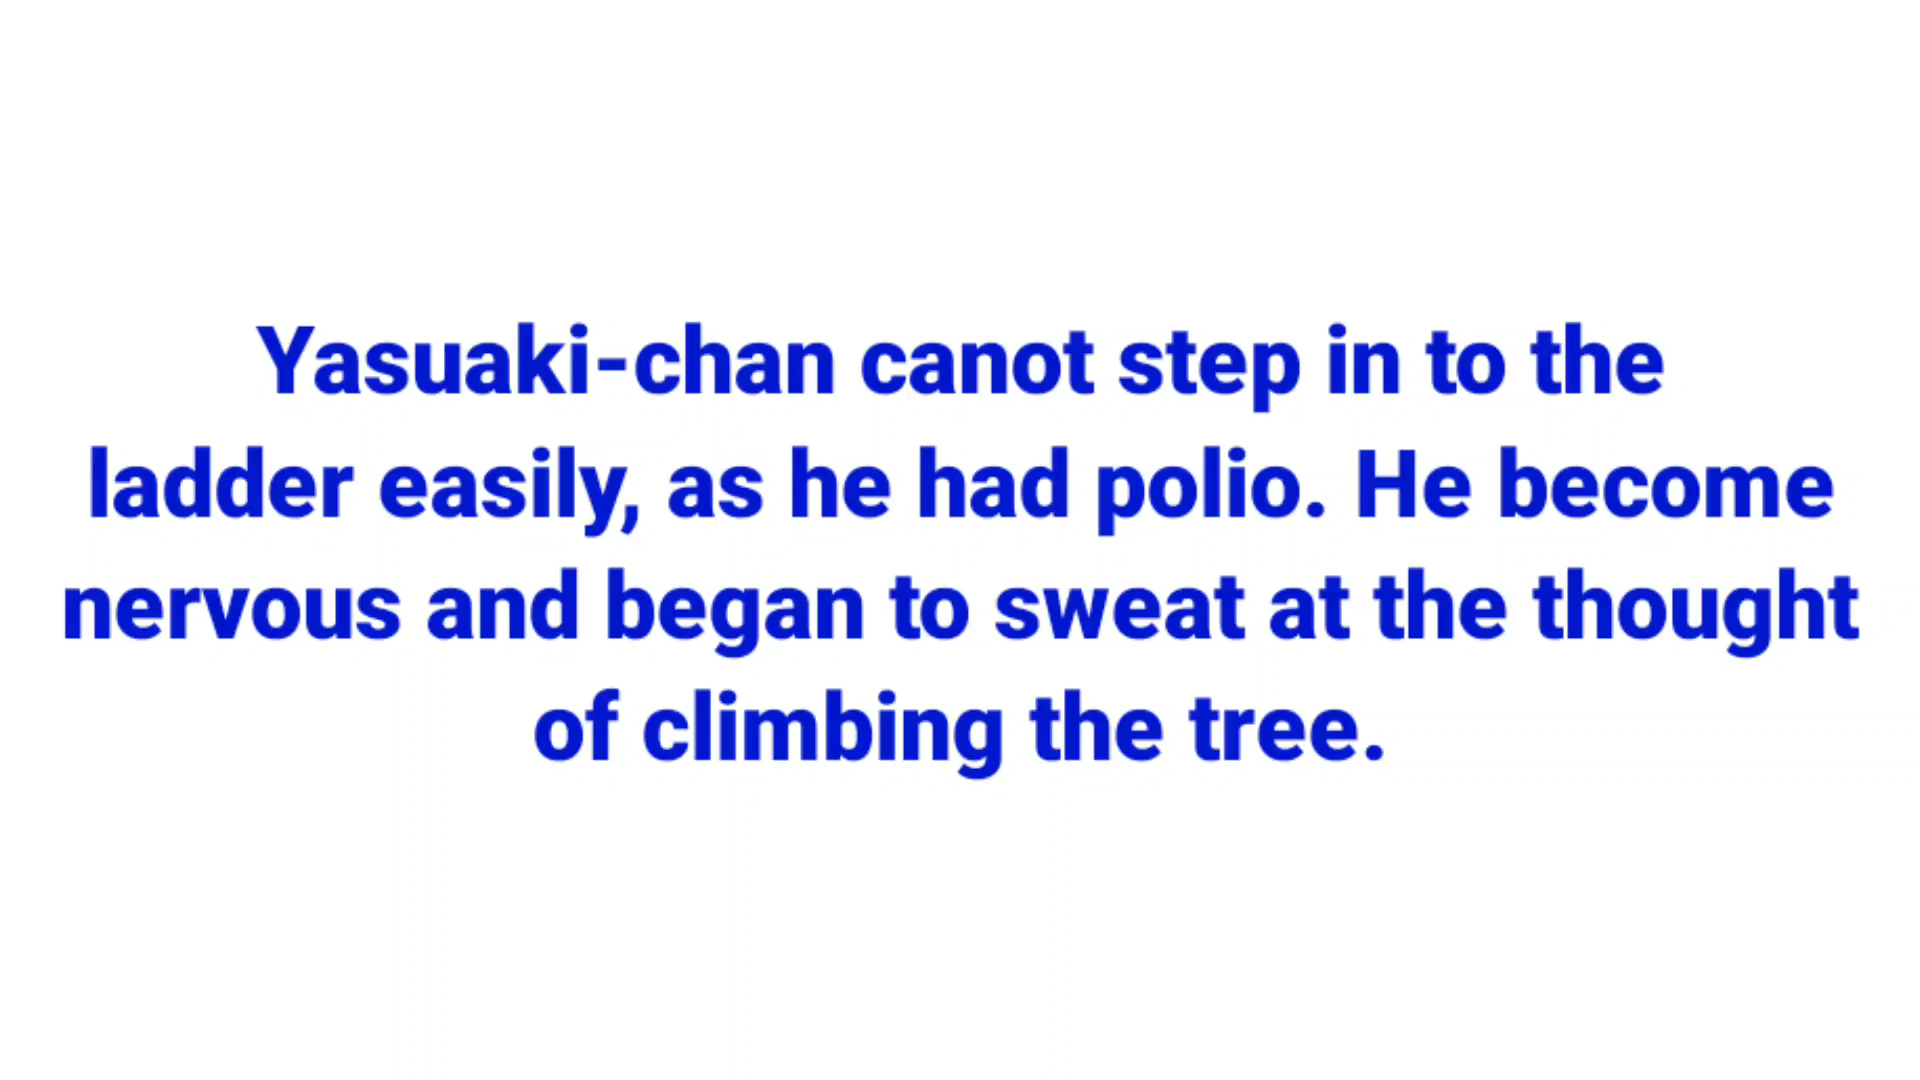 Yasuaki-chan canot step in to the
ladder easily, as he had polio. He become
nervous and began to sweat at the thought
of climbing the tree.